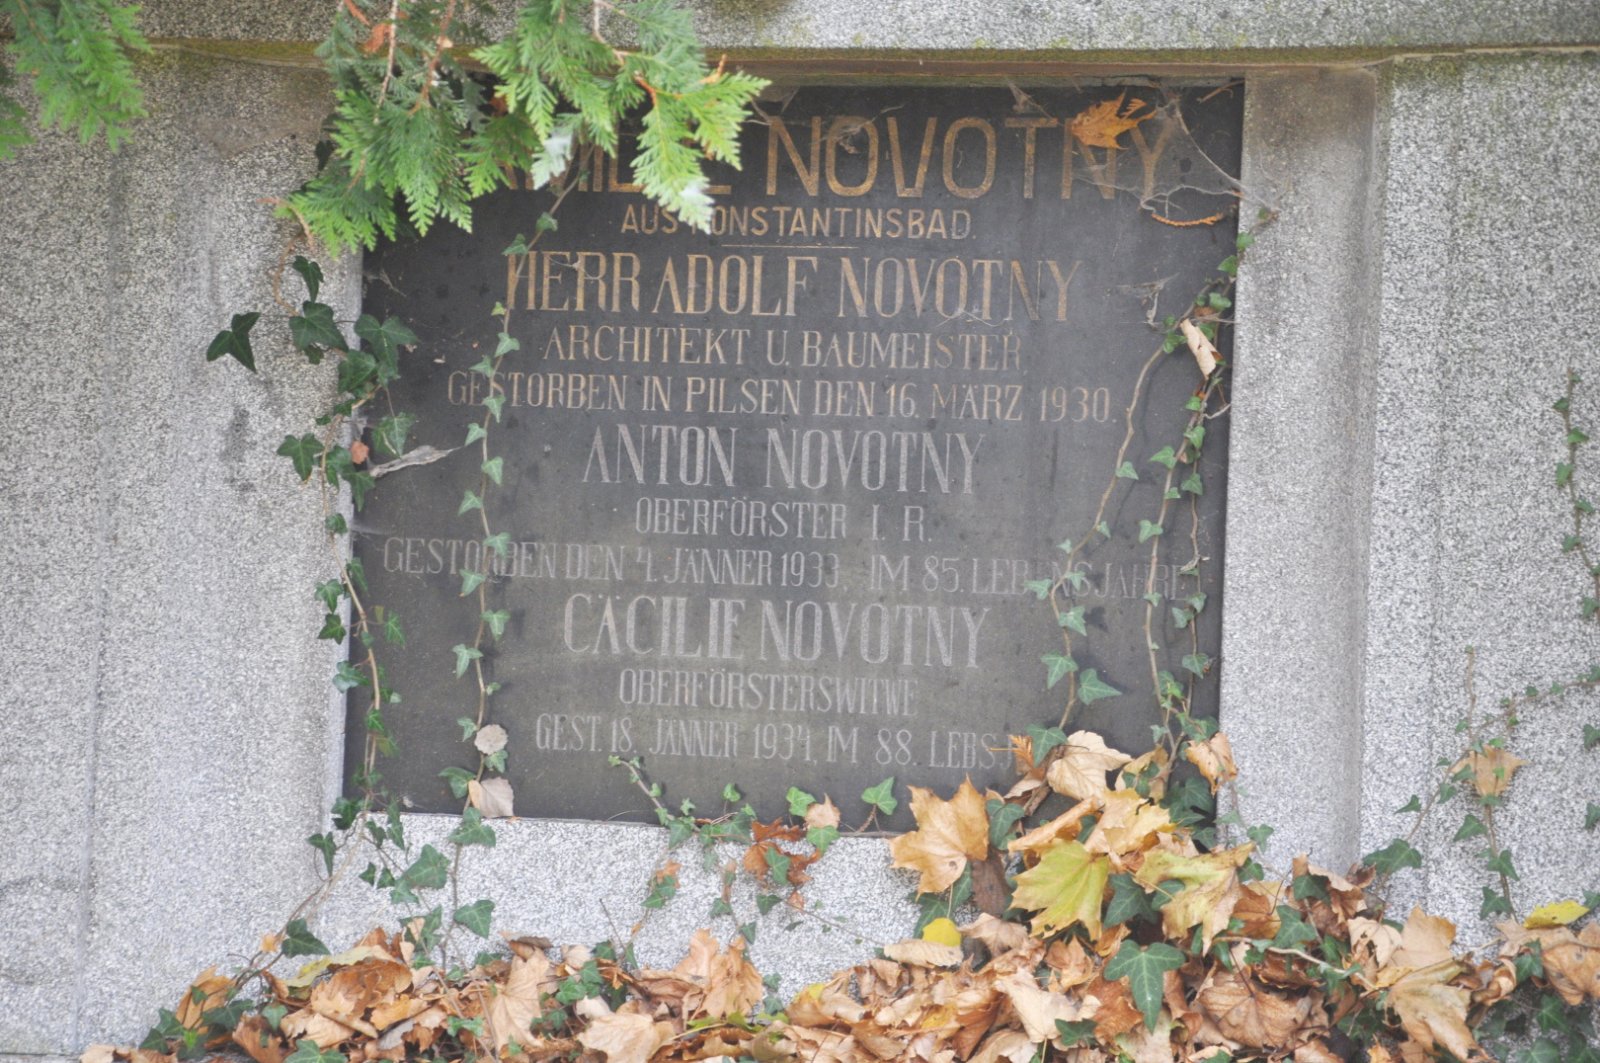 NOVOTNY
AUS KONSTANTINSBAD.
HERR ADOLF NOVOTNY
ARCHITEKT U. BAUMEISTER,
GESTORBEN IN PILSEN DEN 16. MÄRZ 1930.
ANTON NOVOTNY
OBERFÖRSTER I. R.
GESTORBEN DEN 4. JÄNNER 1933, IM 85. LEBENSJAHRE
CÄCILIE NOVOTNY
OBERFÖRSTERSWITWE
GEST. 18. JÄNNER 1934, IM 88. LEBSJ